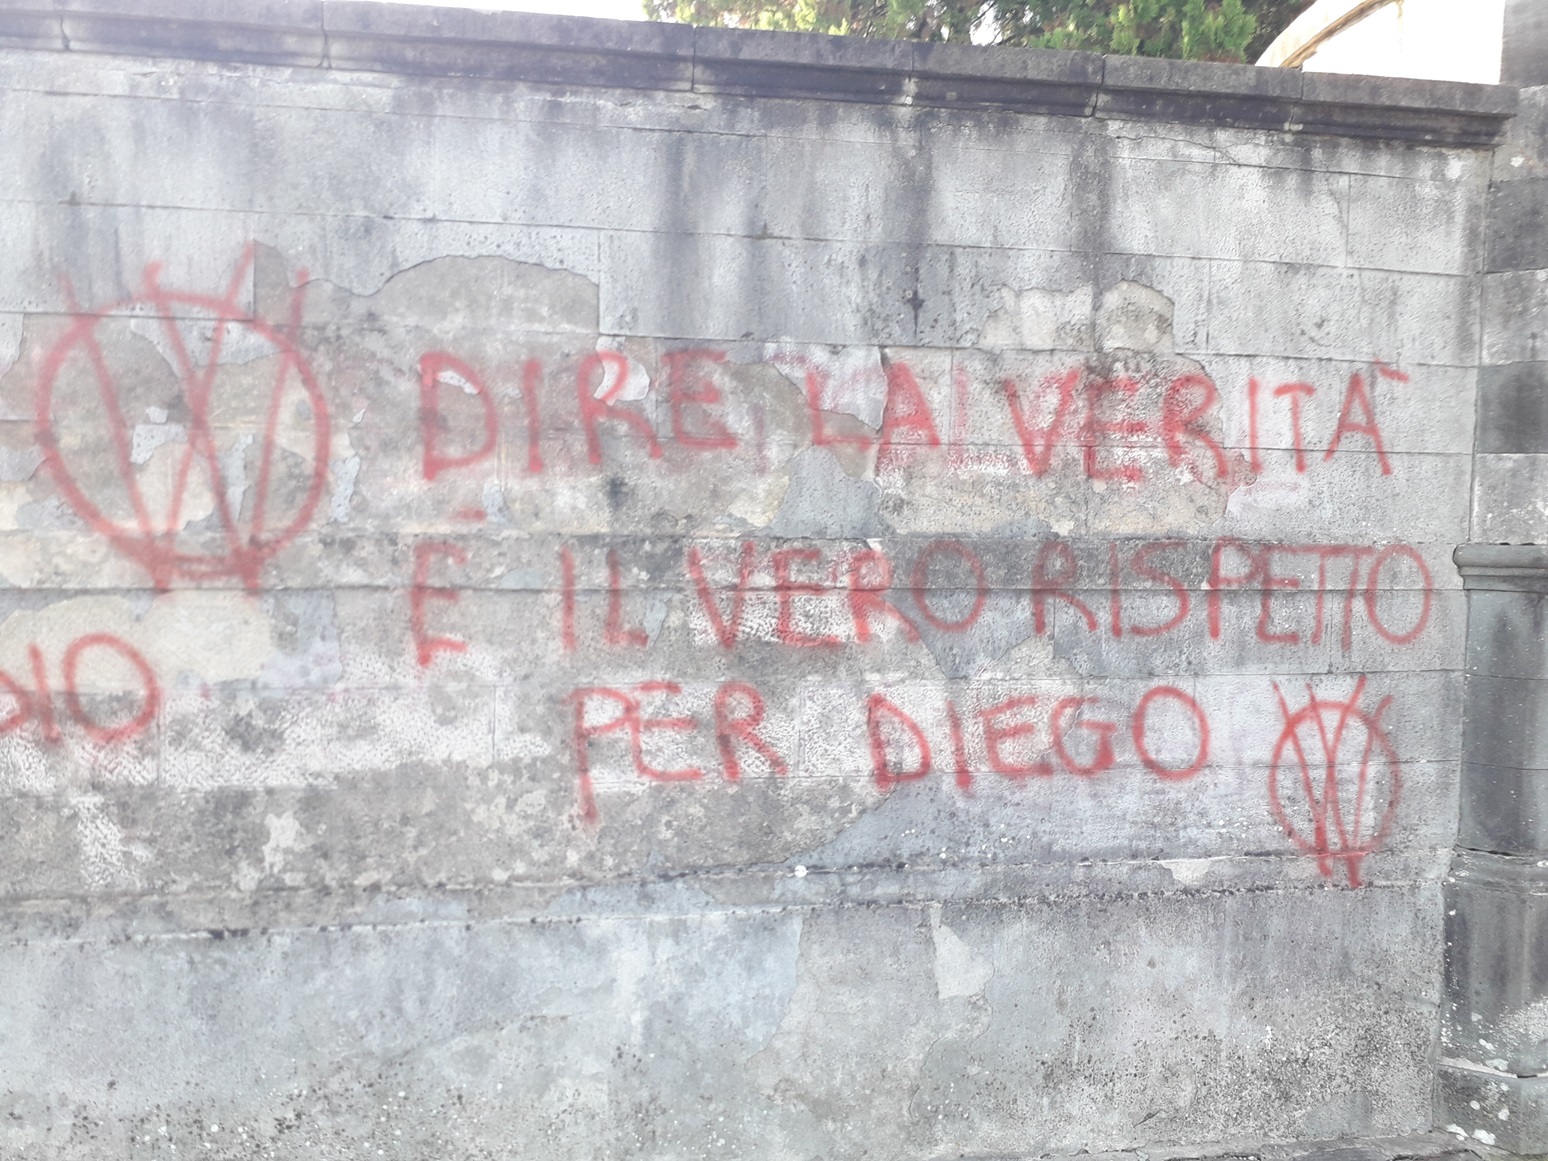 DIRE LA VERITÀ
È IL VERO RISPETTO
PER DIEGO